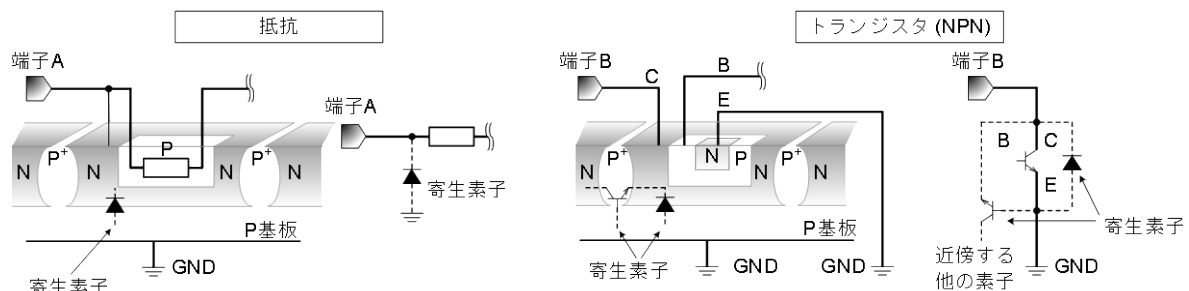 抵抗
端子A
P
P+
P+
N
N
N
N
P基板
GND
寄生素子
端子A
寄生素子
トランジスタ (NPN)
端子B
C
B
E
P+
P+
N
N
N
P
N
N
P基板
寄生素子
GND
GND
端子B
B
C
E
寄生素子
近傍する
他の素子
GND